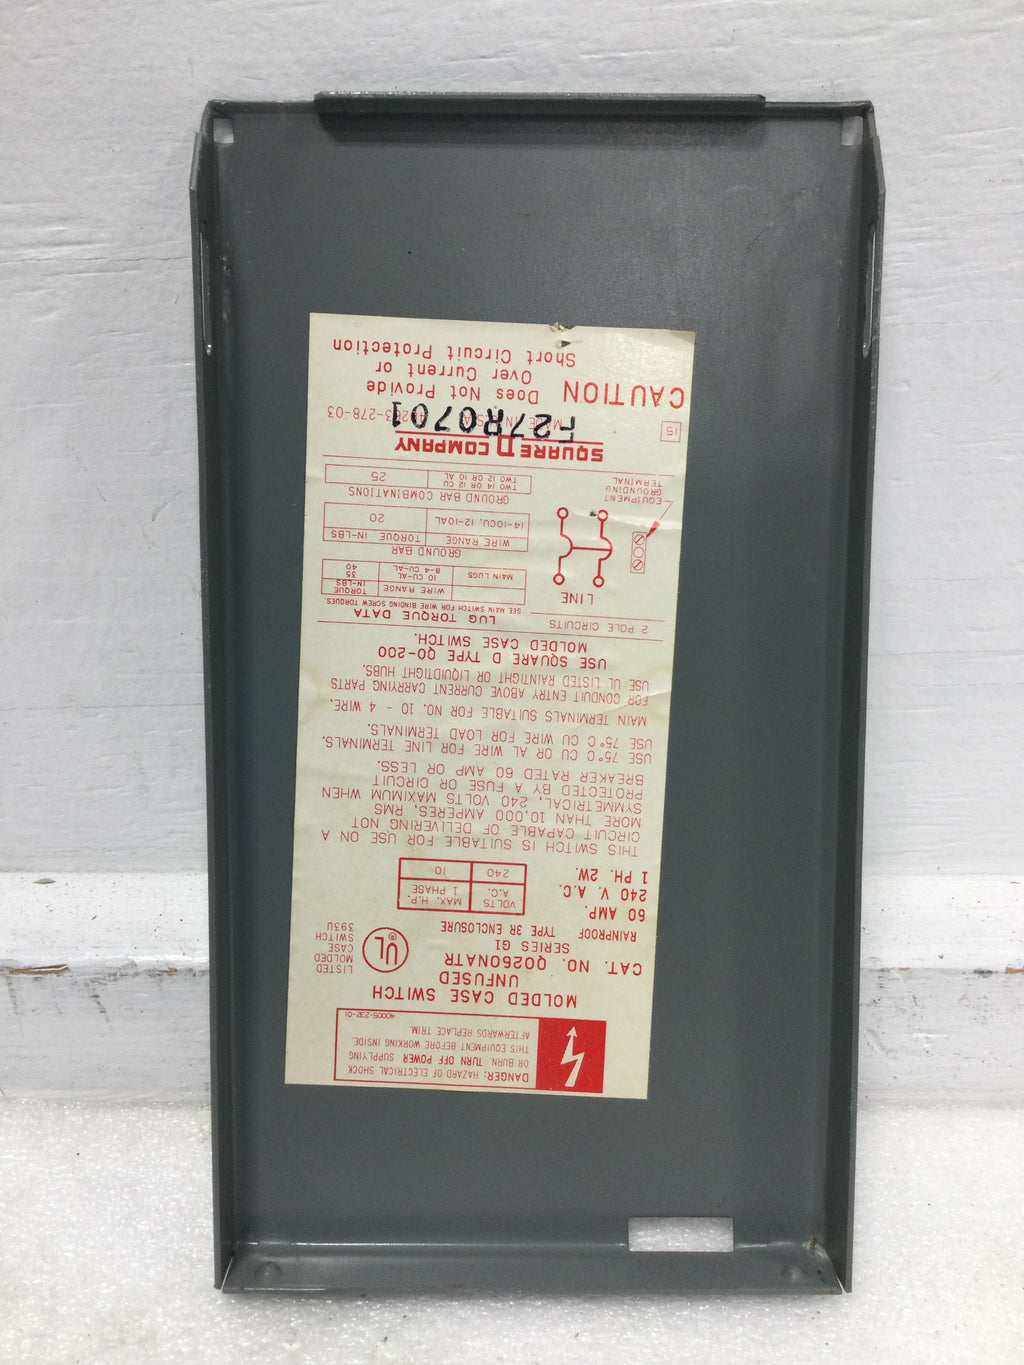 DANGER: HAZARD OF ELECTRICAL SHOCK
OR BURN. TURN OFF POWER SUPPLYING
THIS EQUIPMENT BEFORE WORKING INSIDE.
AFTERWARDS REPLACE TRIM.
40005-232-01
MOLDED CASE SWITCH
UNFUSED
CAT. NO. QO260NATR
SERIES G1
RAINPROOF TYPE 3R ENCLOSURE
UL ®
LISTED
MOLDED
CASE
SWITCH
393U
60 AMP.
240 V. A.C.
1 PH. 2W.
VOLTS A.C. MAX. H.P. 1 PHASE
240 10
THIS SWITCH IS SUITABLE FOR USE ON A
CIRCUIT CAPABLE OF DELIVERING NOT
MORE THAN 10,000 AMPERES, RMS
SYMMETRICAL, 240 VOLTS MAXIMUM WHEN
PROTECTED BY A FUSE OR CIRCUIT
BREAKER RATED 60 AMP OR LESS.
USE 75°C CU OR AL WIRE FOR LINE TERMINALS.
USE 75°C CU WIRE FOR LOAD TERMINALS.
MAIN TERMINALS SUITABLE FOR NO. 10 - 4 WIRE.
FOR CONDUIT ENTRY ABOVE CURRENT CARRYING PARTS
USE UL LISTED RAINTIGHT OR LIQUIDTIGHT HUBS.
USE SQUARE D TYPE QO-200
MOLDED CASE SWITCH.
2 POLE CIRCUITS
LINE
EQUIPMENT
GROUNDING
TERMINAL
LUG TORQUE DATA
SEE MAIN SWITCH FOR WIRE BINDING SCREW TORQUES.
WIRE RANGE TORQUE IN-LBS
MAIN LUGS 10 CU-AL 35
8-4 CU-AL 40
GROUND BAR
WIRE RANGE TORQUE IN-LBS
14-10CU, 12-10AL 20
GROUND BAR COMBINATIONS
TWO 14 OR 12 CU 25
TWO 12 OR 10 AL
SQUARE D COMPANY
15
MADE IN U.S.A. 40283-278-03
F27R0701
CAUTION Does Not Provide
Over Current or
Short Circuit Protection